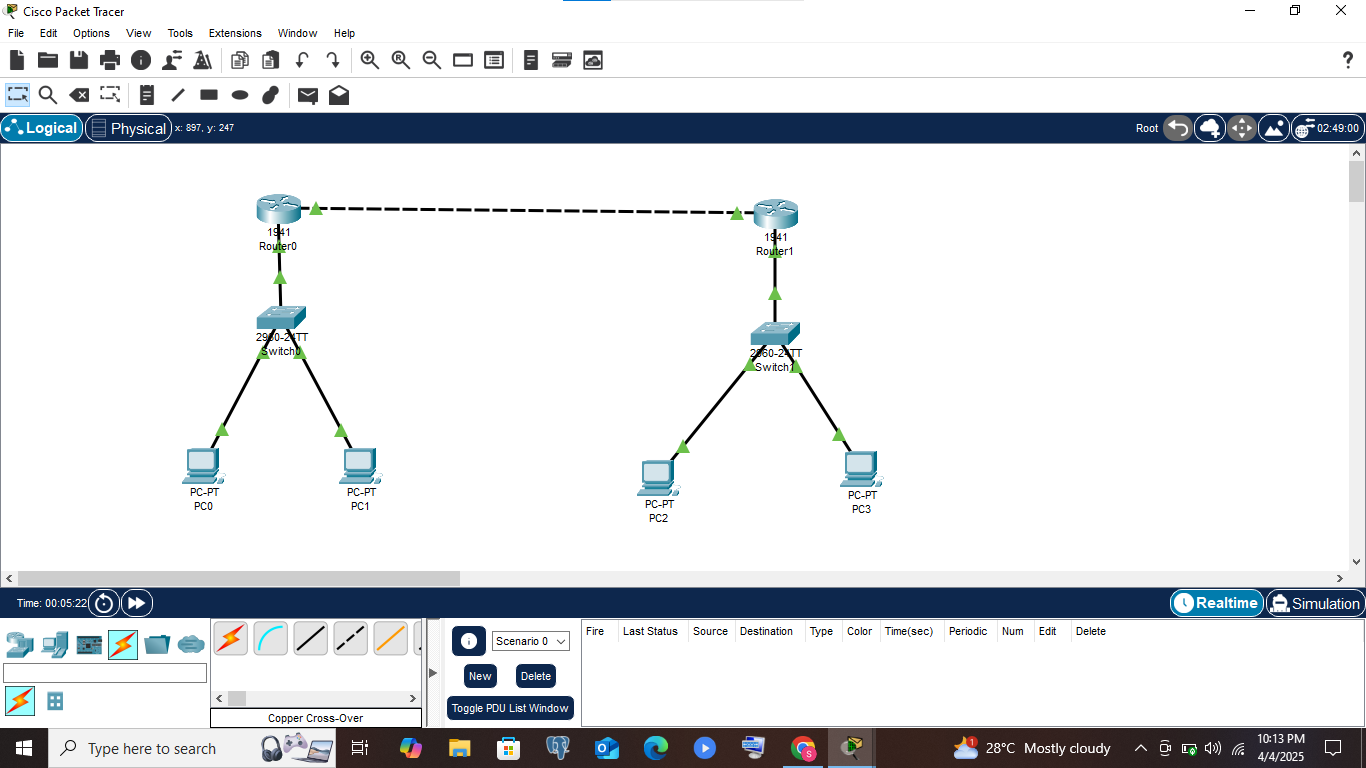 Cisco Packet Tracer
File Edit Options View Tools Extensions Window Help
?
Logical Physical x: 897, y: 247 Root 02:49:00
1941
Router0
1941
Router1
2960-24TT
Switch0
2960-24TT
Switch1
PC-PT
PC0
PC-PT
PC1
PC-PT
PC2
PC-PT
PC3
Time: 00:05:22 Realtime Simulation
Scenario 0
New Delete
Toggle PDU List Window
Fire Last Status Source Destination Type Color Time(sec) Periodic Num Edit Delete
Copper Cross-Over
Type here to search
28°C Mostly cloudy
10:13 PM
4/4/2025